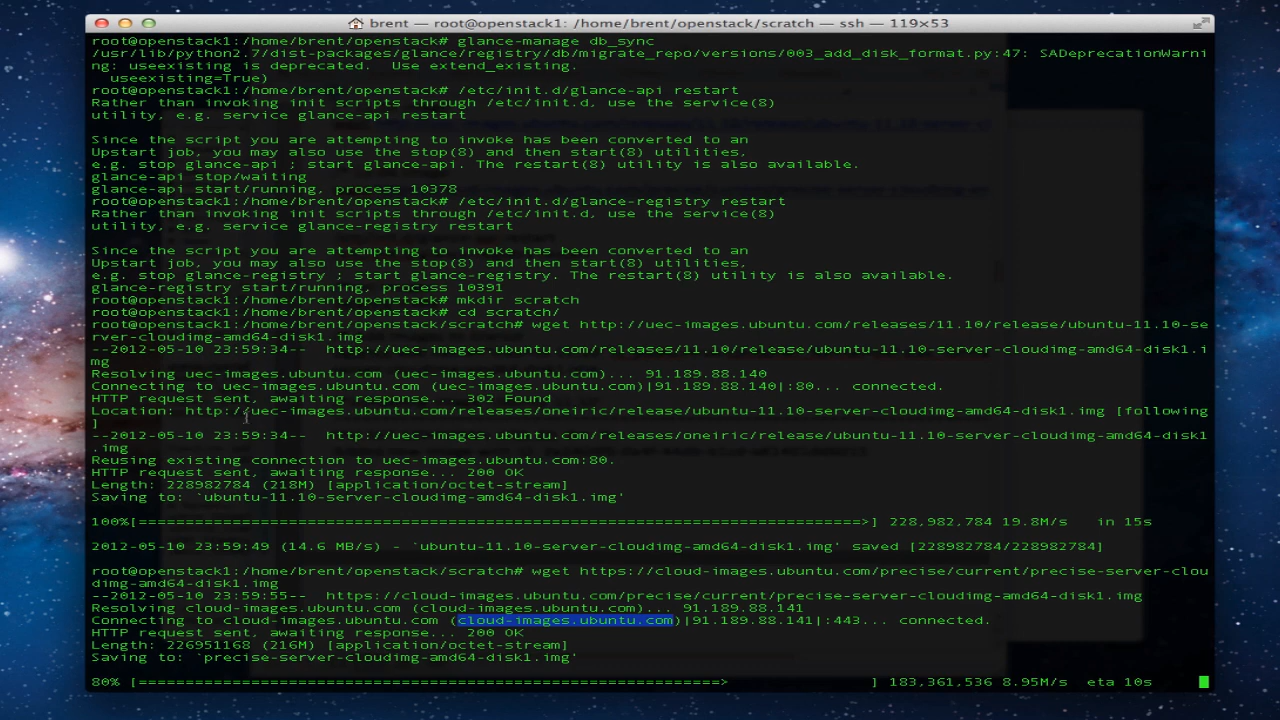 brent — root@openstack1: /home/brent/openstack/scratch — ssh — 119×53
root@openstack1:/home/brent/openstack# glance-manage db_sync
/usr/lib/python2.7/dist-packages/glance/registry/db/migrate_repo/versions/003_add_disk_format.py:47: SADeprecationWarni
ng: useexisting is deprecated.  Use extend_existing.
  useexisting=True)
root@openstack1:/home/brent/openstack# /etc/init.d/glance-api restart
Rather than invoking init scripts through /etc/init.d, use the service(8)
utility, e.g. service glance-api restart
Since the script you are attempting to invoke has been converted to an
Upstart job, you may also use the stop(8) and then start(8) utilities,
e.g. stop glance-api ; start glance-api. The restart(8) utility is also available.
glance-api stop/waiting
glance-api start/running, process 10378
root@openstack1:/home/brent/openstack# /etc/init.d/glance-registry restart
Rather than invoking init scripts through /etc/init.d, use the service(8)
utility, e.g. service glance-registry restart
Since the script you are attempting to invoke has been converted to an
Upstart job, you may also use the stop(8) and then start(8) utilities,
e.g. stop glance-registry ; start glance-registry. The restart(8) utility is also available.
glance-registry start/running, process 10391
root@openstack1:/home/brent/openstack# mkdir scratch
root@openstack1:/home/brent/openstack# cd scratch/
root@openstack1:/home/brent/openstack/scratch# wget http://uec-images.ubuntu.com/releases/11.10/release/ubuntu-11.10-se
rver-cloudimg-amd64-disk1.img
--2012-05-10 23:59:34--  http://uec-images.ubuntu.com/releases/11.10/release/ubuntu-11.10-server-cloudimg-amd64-disk1.i
mg
Resolving uec-images.ubuntu.com (uec-images.ubuntu.com)... 91.189.88.140
Connecting to uec-images.ubuntu.com (uec-images.ubuntu.com)|91.189.88.140|:80... connected.
HTTP request sent, awaiting response... 302 Found
Location: http://uec-images.ubuntu.com/releases/oneiric/release/ubuntu-11.10-server-cloudimg-amd64-disk1.img [following
]
--2012-05-10 23:59:34--  http://uec-images.ubuntu.com/releases/oneiric/release/ubuntu-11.10-server-cloudimg-amd64-disk1
.img
Reusing existing connection to uec-images.ubuntu.com:80.
HTTP request sent, awaiting response... 200 OK
Length: 228982784 (218M) [application/octet-stream]
Saving to: `ubuntu-11.10-server-cloudimg-amd64-disk1.img'
100%[==============================================================================================>] 228,982,784 19.8M/s   in 15s
2012-05-10 23:59:49 (14.6 MB/s) - `ubuntu-11.10-server-cloudimg-amd64-disk1.img' saved [228982784/228982784]
root@openstack1:/home/brent/openstack/scratch# wget https://cloud-images.ubuntu.com/precise/current/precise-server-clou
dimg-amd64-disk1.img
--2012-05-10 23:59:55--  https://cloud-images.ubuntu.com/precise/current/precise-server-cloudimg-amd64-disk1.img
Resolving cloud-images.ubuntu.com (cloud-images.ubuntu.com)... 91.189.88.141
Connecting to cloud-images.ubuntu.com (cloud-images.ubuntu.com)|91.189.88.141|:443... connected.
HTTP request sent, awaiting response... 200 OK
Length: 226951168 (216M) [application/octet-stream]
Saving to: `precise-server-cloudimg-amd64-disk1.img'
80% [===========================================================================>                   ] 183,361,536 8.95M/s  eta 10s